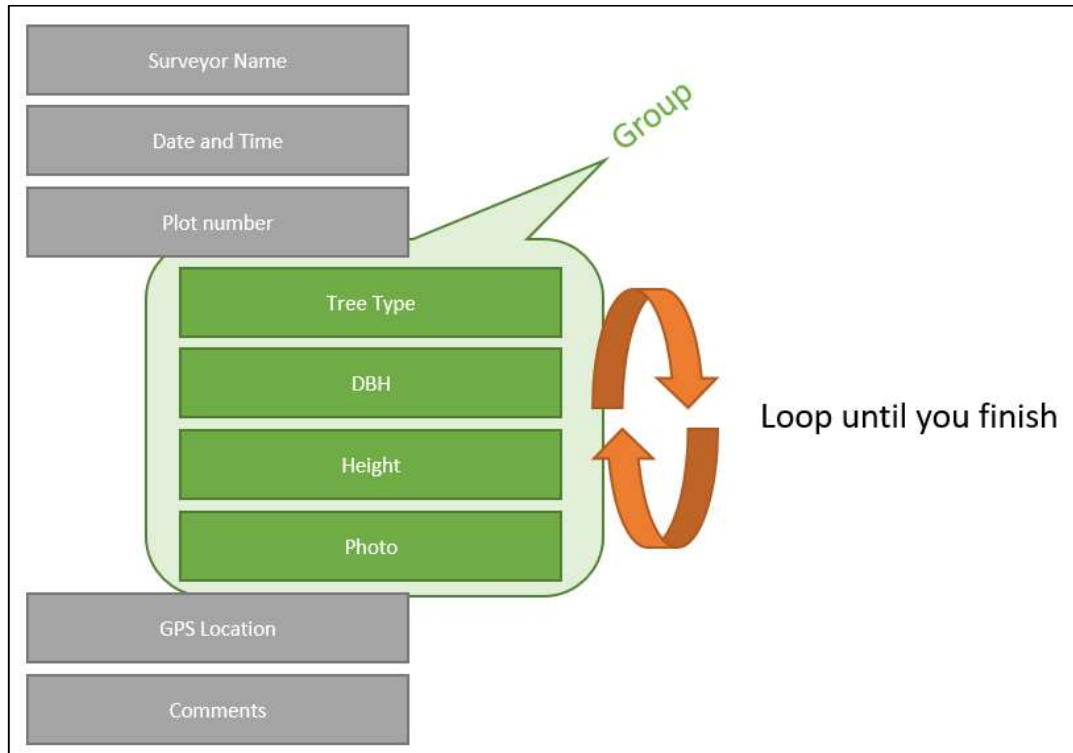 Surveyor Name
Date and Time
Plot number
Group
Tree Type
DBH
Height
Photo
Loop until you finish
GPS Location
Comments